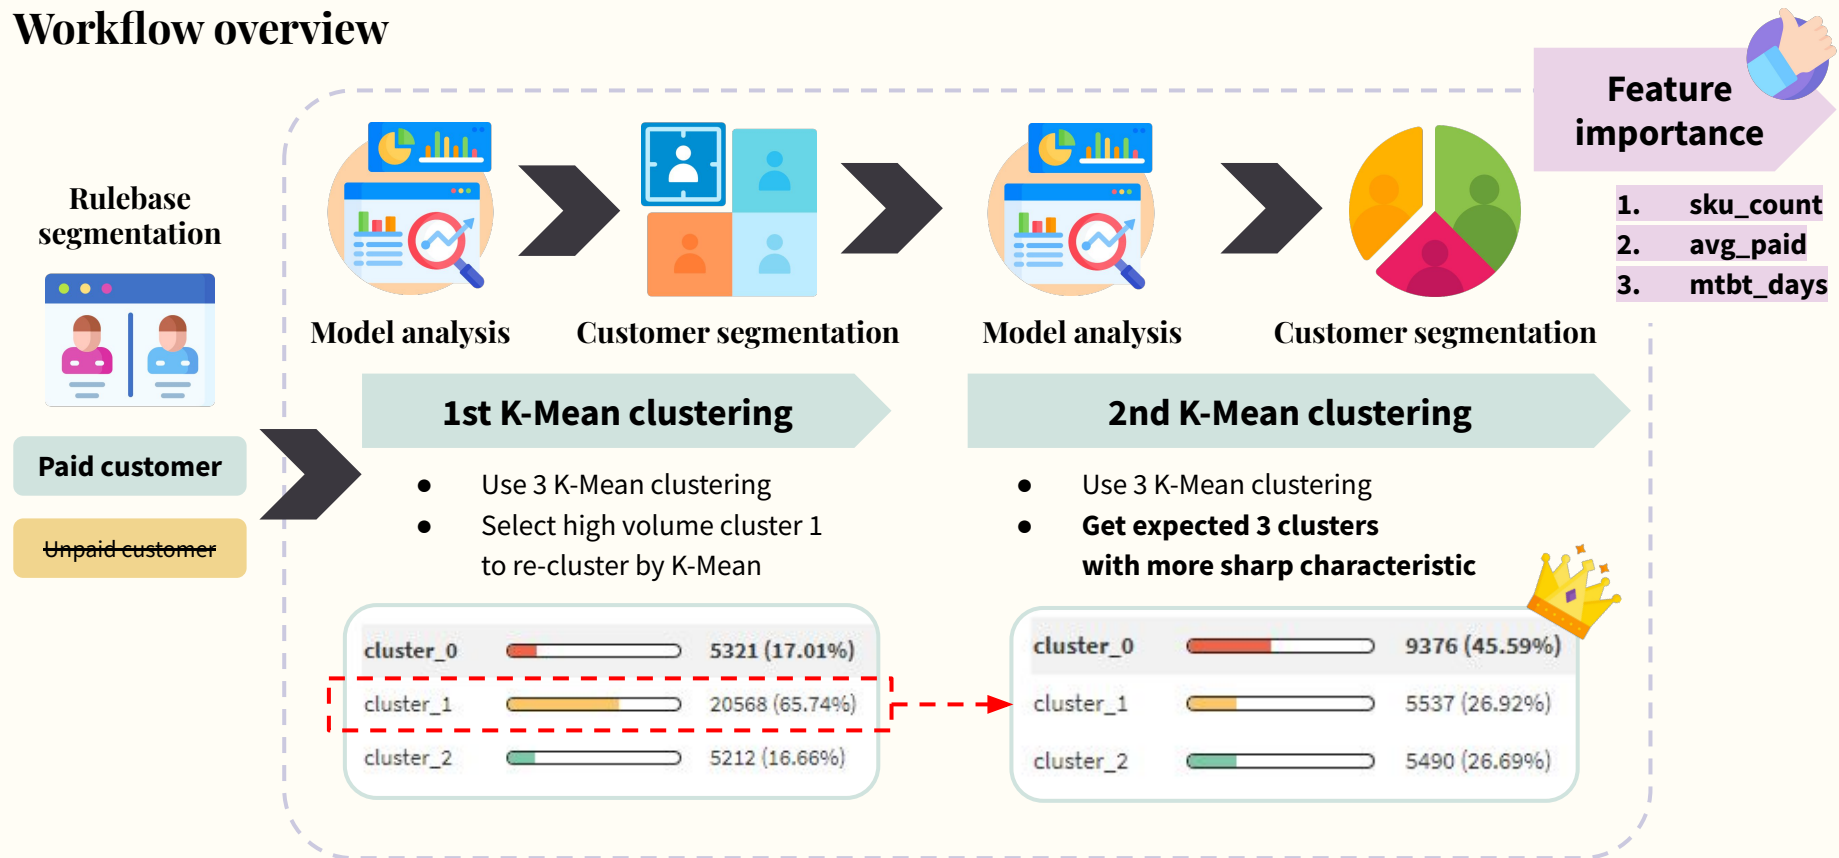 Workflow overview
Feature
importance
1. sku_count
2. avg_paid
3. mtbt_days
Rulebase
segmentation
Paid customer
Unpaid customer
Model analysis
Customer segmentation
Model analysis
Customer segmentation
1st K-Mean clustering
● Use 3 K-Mean clustering
● Select high volume cluster 1
to re-cluster by K-Mean
cluster_0 5321 (17.01%)
cluster_1 20568 (65.74%)
cluster_2 5212 (16.66%)
2nd K-Mean clustering
● Use 3 K-Mean clustering
● Get expected 3 clusters
with more sharp characteristic
cluster_0 9376 (45.59%)
cluster_1 5537 (26.92%)
cluster_2 5490 (26.69%)